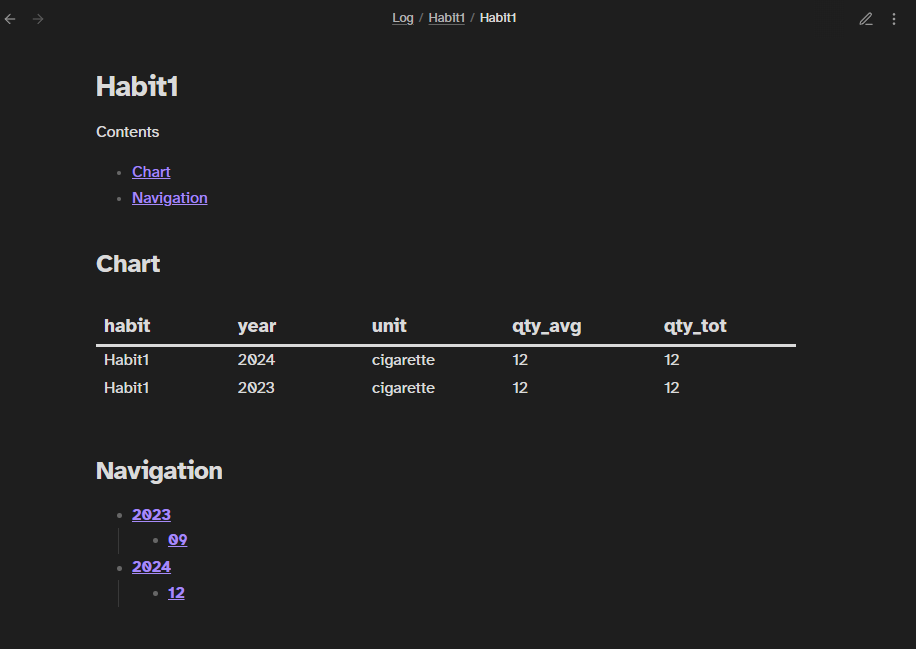 Log / Habit1 / Habit1
Habit1
Contents
Chart
Navigation
Chart
habit year unit qty_avg qty_tot
Habit1 2024 cigarette 12 12
Habit1 2023 cigarette 12 12
Navigation
2023
09
2024
12